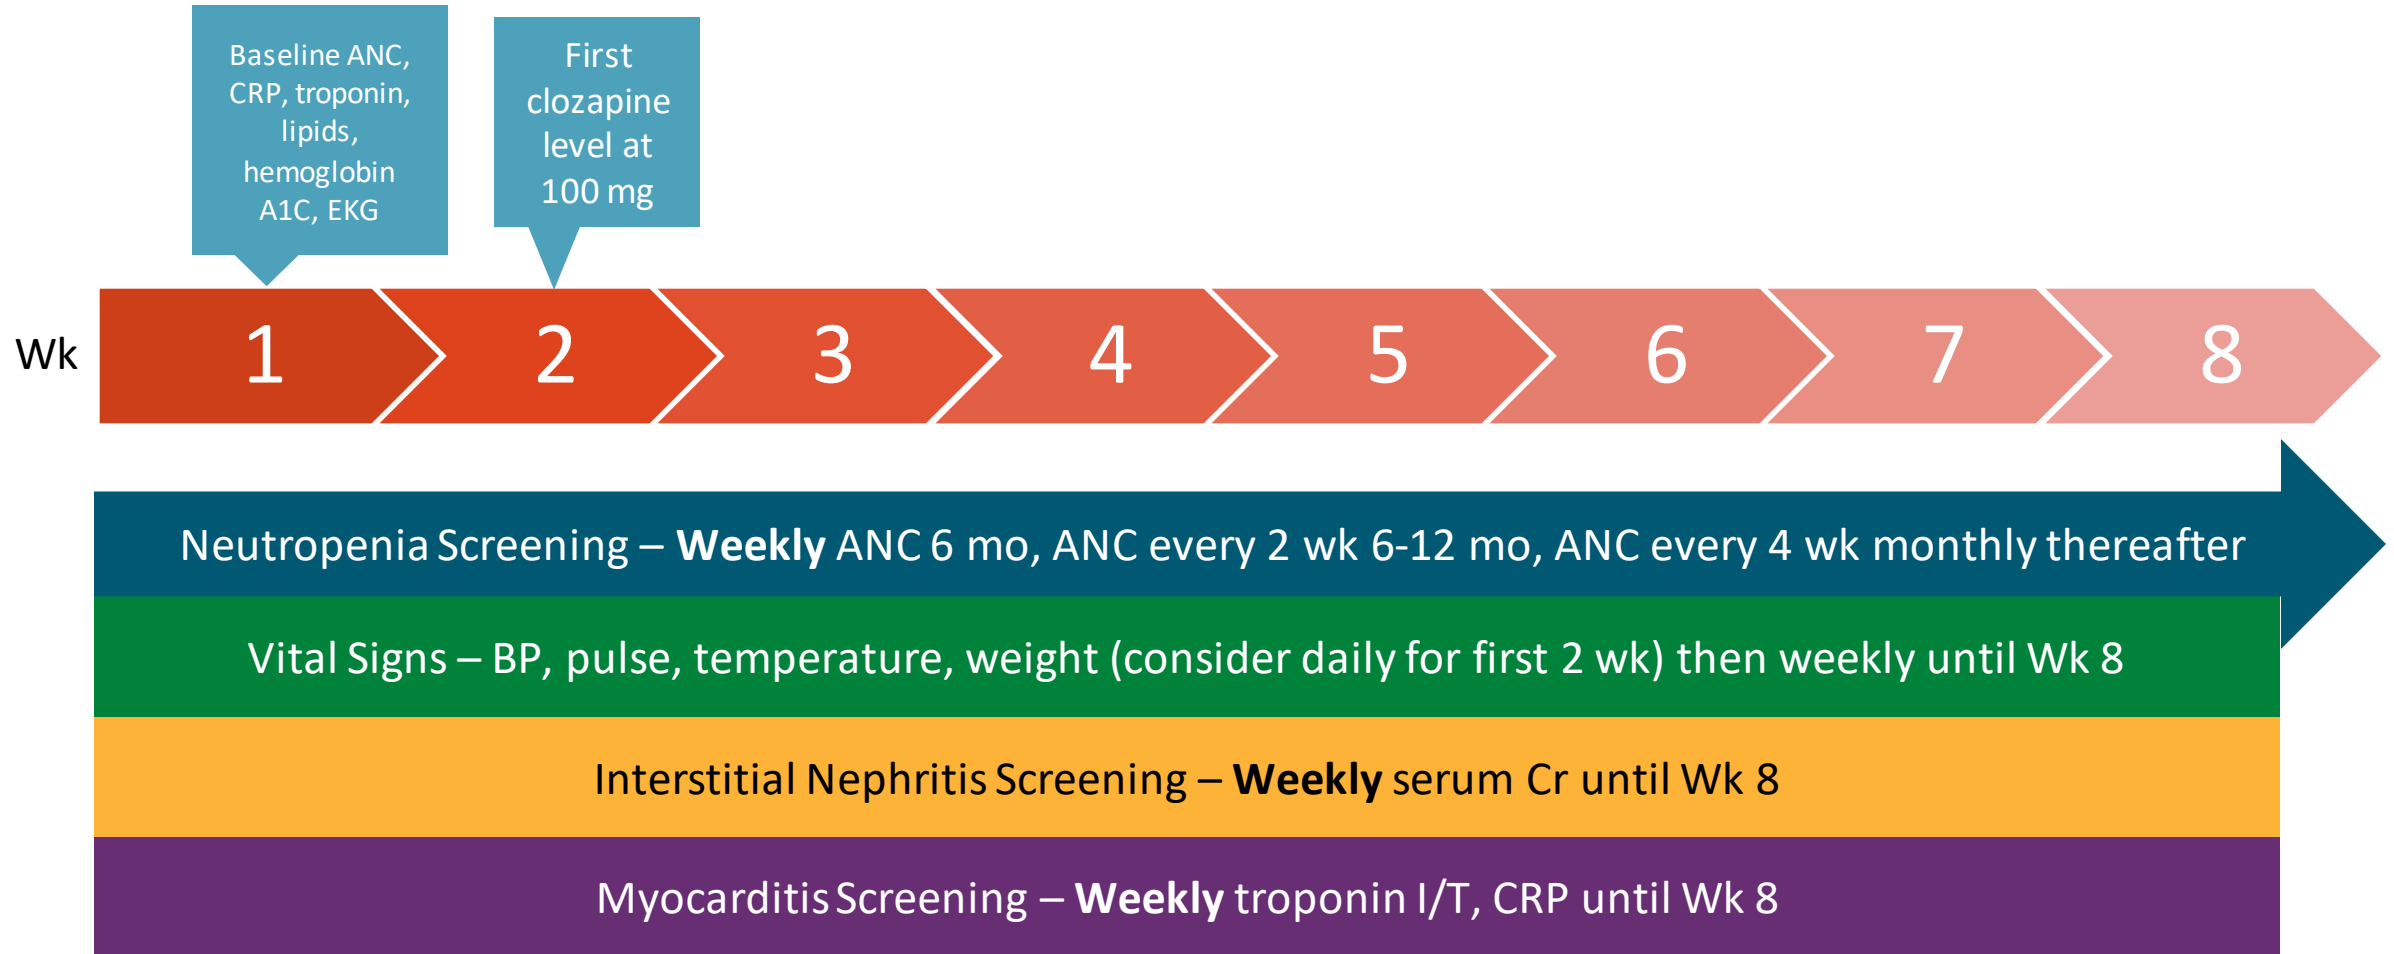 Baseline ANC,
CRP, troponin,
lipids,
hemoglobin
A1C, EKG
First
clozapine
level at
100 mg
Wk 1 2 3 4 5 6 7 8
Neutropenia Screening – Weekly ANC 6 mo, ANC every 2 wk 6-12 mo, ANC every 4 wk monthly thereafter
Vital Signs – BP, pulse, temperature, weight (consider daily for first 2 wk) then weekly until Wk 8
Interstitial Nephritis Screening – Weekly serum Cr until Wk 8
Myocarditis Screening – Weekly troponin I/T, CRP until Wk 8